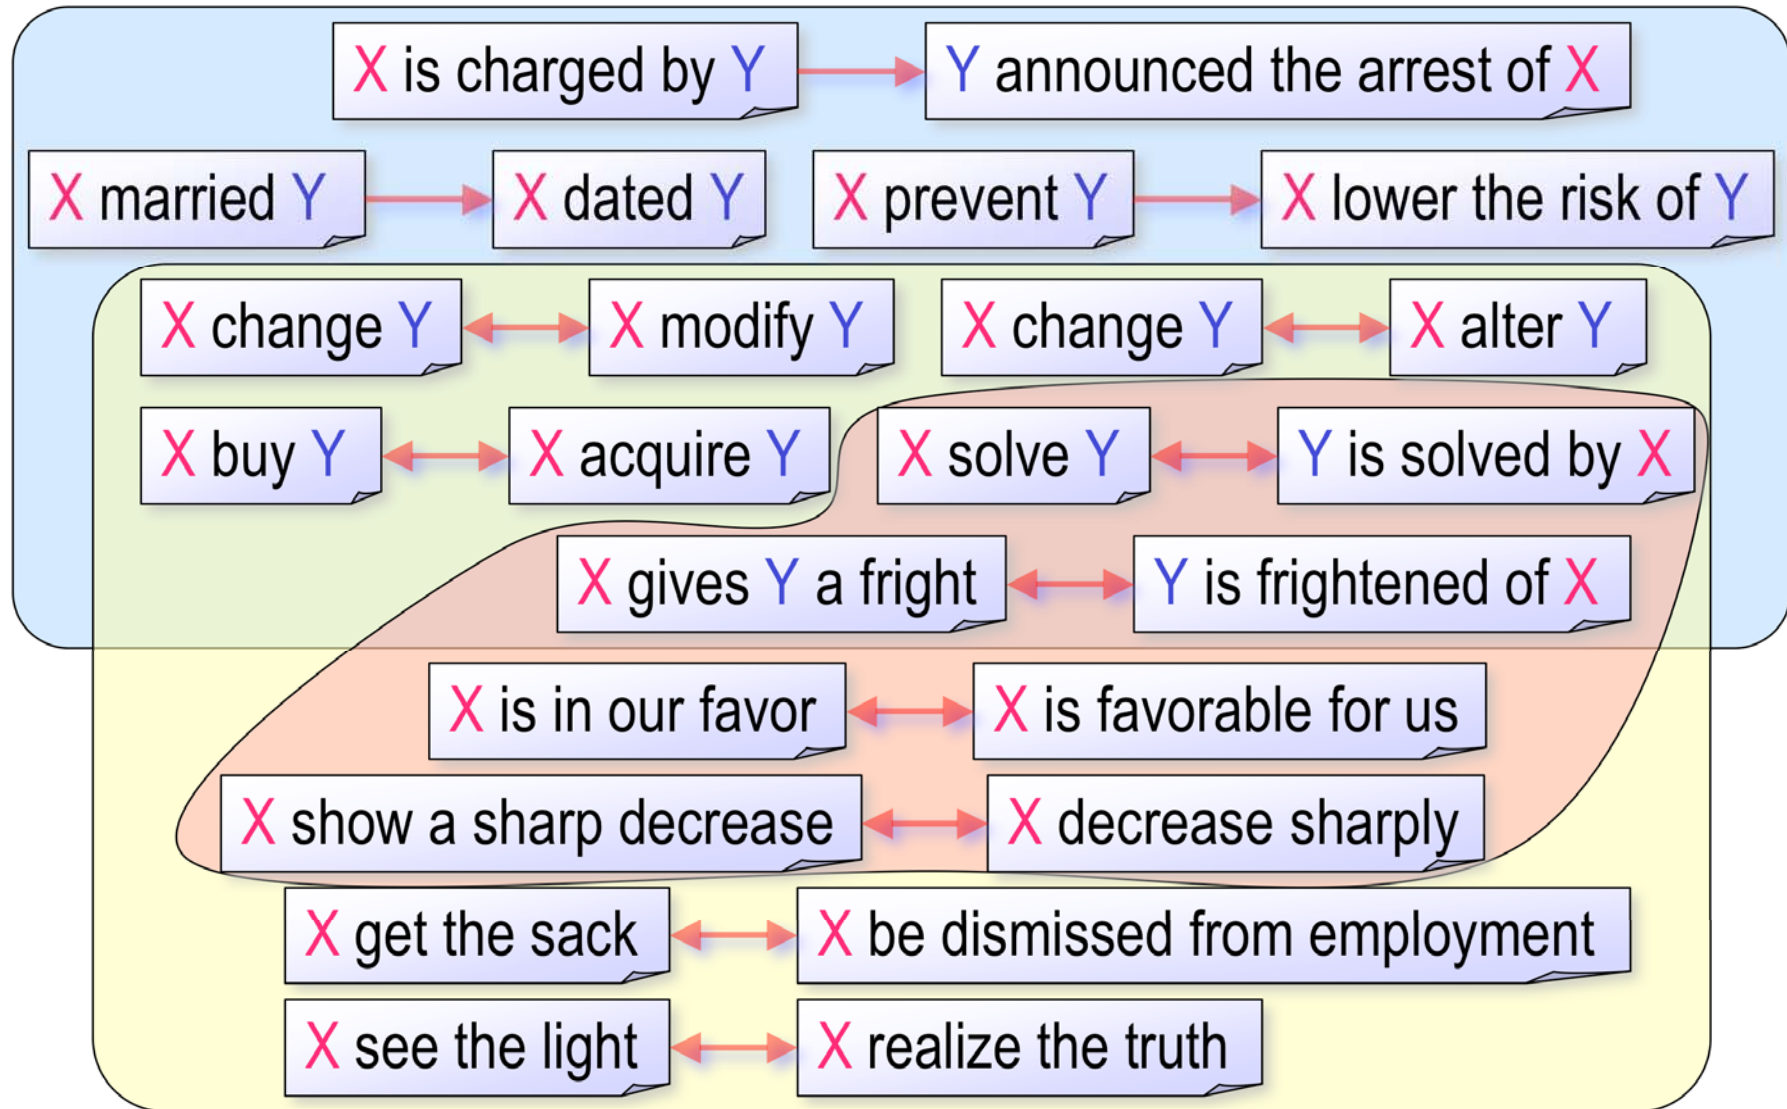 X is charged by Y Y announced the arrest of X
X married Y X dated Y X prevent Y X lower the risk of Y
X change Y X modify Y X change Y X alter Y
X buy Y X acquire Y X solve Y Y is solved by X
X gives Y a fright Y is frightened of X
X is in our favor X is favorable for us
X show a sharp decrease X decrease sharply
X get the sack X be dismissed from employment
X see the light X realize the truth